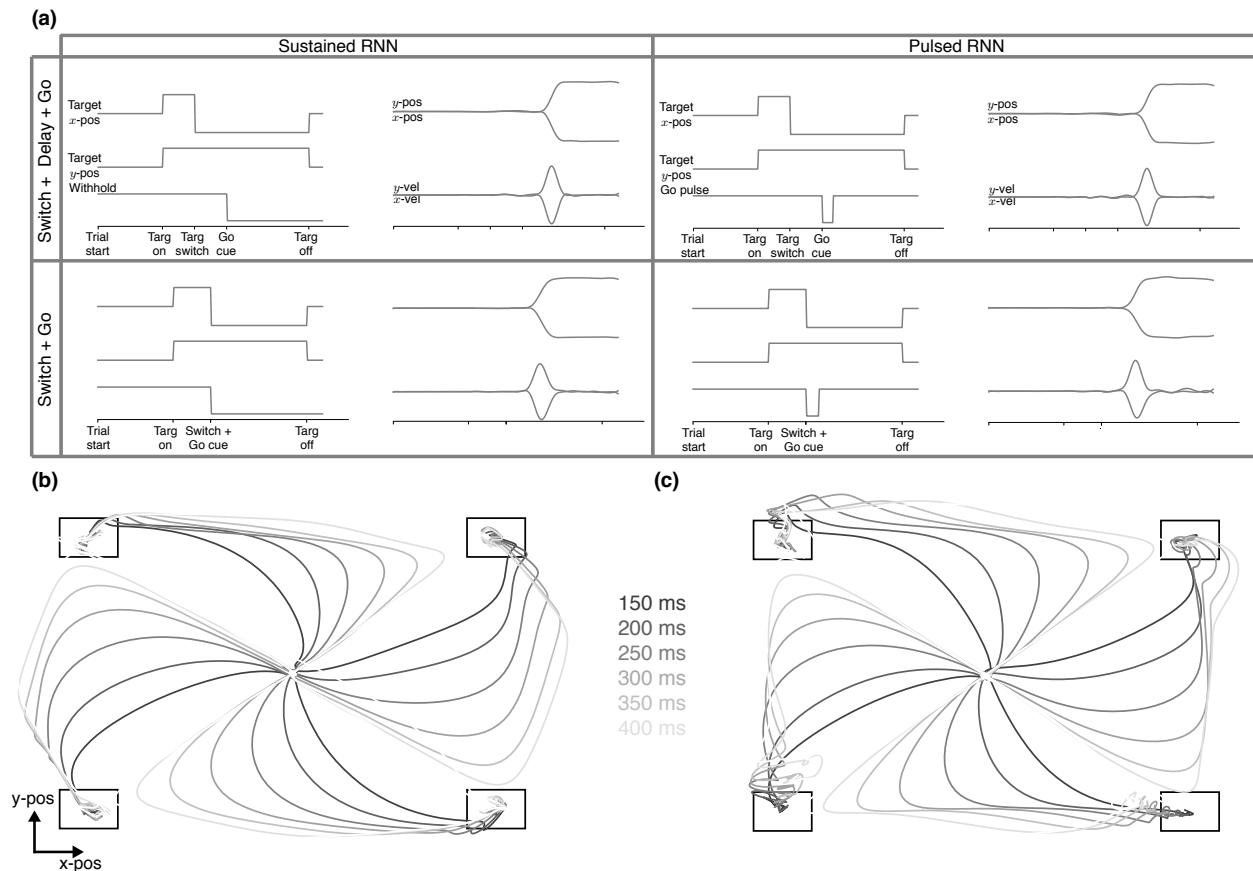 (a)
Sustained RNN
Pulsed RNN
Switch + Delay + Go
Target
x-pos
Target
y-pos
Withhold
Trial start
Targ on
Targ switch
Go cue
Targ off
y-pos
x-pos
y-vel
x-vel
Target
x-pos
Target
y-pos
Go pulse
Trial start
Targ on
Targ switch
Go cue
Targ off
y-pos
x-pos
y-vel
x-vel
Switch + Go
Trial start
Targ on
Switch + Go cue
Targ off
Trial start
Targ on
Switch + Go cue
Targ off
(b)
(c)
150 ms
200 ms
250 ms
300 ms
350 ms
400 ms
y-pos
x-pos